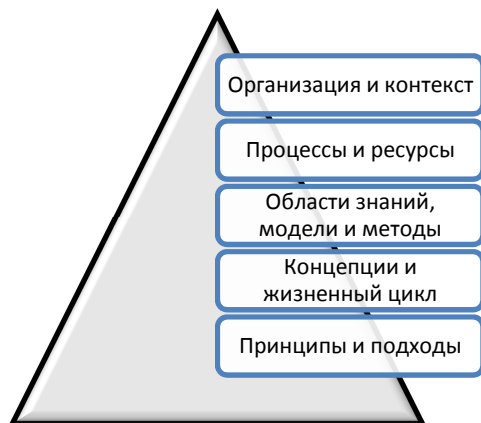 Организация и контекст
Процессы и ресурсы
Области знаний,
модели и методы
Концепции и
жизненный цикл
Принципы и подходы